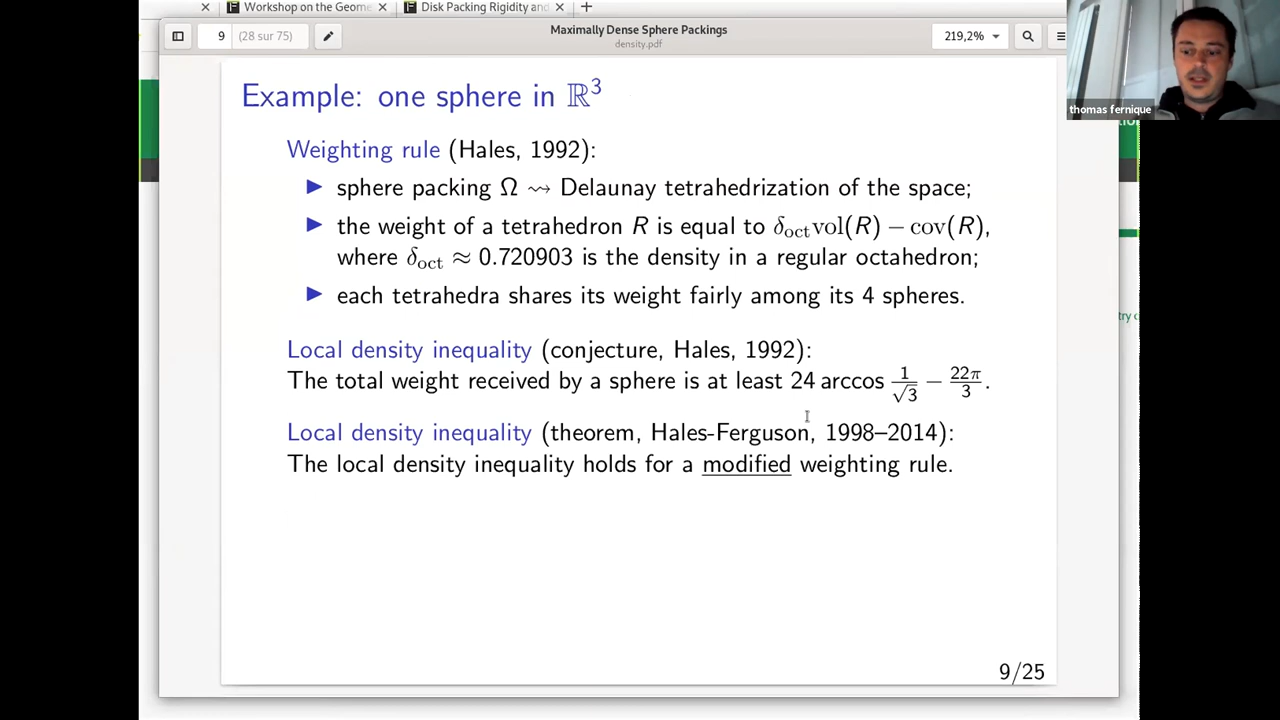 Workshop on the Geome
Disk Packing Rigidity and
9
(28 sur 75)
Maximally Dense Sphere Packings
density.pdf
219,2%
thomas fernique
Example: one sphere in ℝ³
Weighting rule (Hales, 1992):
▶ sphere packing Ω ⇝ Delaunay tetrahedrization of the space;
▶ the weight of a tetrahedron R is equal to δ_oct vol(R) − cov(R),
where δ_oct ≈ 0.720903 is the density in a regular octahedron;
▶ each tetrahedra shares its weight fairly among its 4 spheres.
Local density inequality (conjecture, Hales, 1992):
The total weight received by a sphere is at least 24 arccos 1/√3 − 22π/3.
Local density inequality (theorem, Hales-Ferguson, 1998–2014):
The local density inequality holds for a modified weighting rule.
9/25